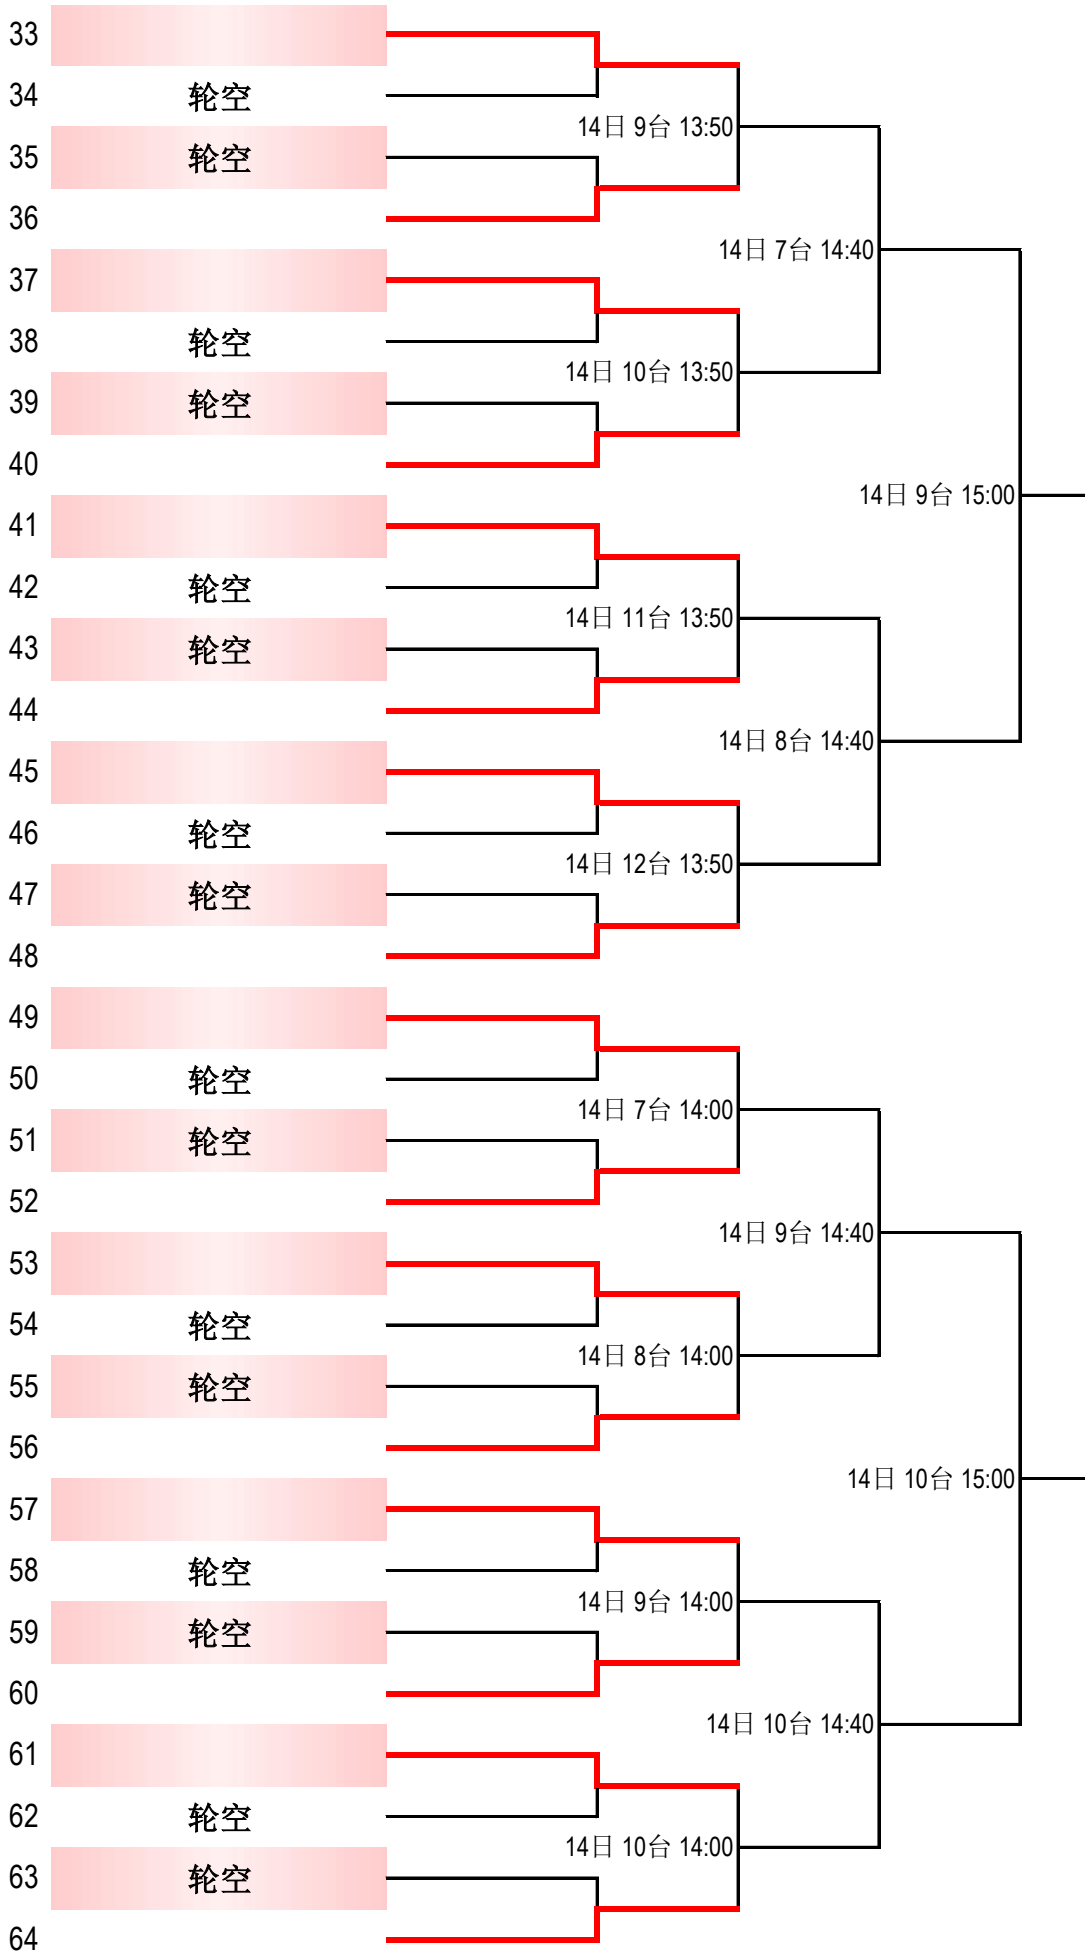 33
34 轮空
14日 9台 13:50
35 轮空
36
14日 7台 14:40
37
38 轮空
14日 10台 13:50
39 轮空
40
14日 9台 15:00
41
42 轮空
14日 11台 13:50
43 轮空
44
14日 8台 14:40
45
46 轮空
14日 12台 13:50
47 轮空
48
49
50 轮空
14日 7台 14:00
51 轮空
52
14日 9台 14:40
53
54 轮空
14日 8台 14:00
55 轮空
56
14日 10台 15:00
57
58 轮空
14日 9台 14:00
59 轮空
60
14日 10台 14:40
61
62 轮空
14日 10台 14:00
63 轮空
64